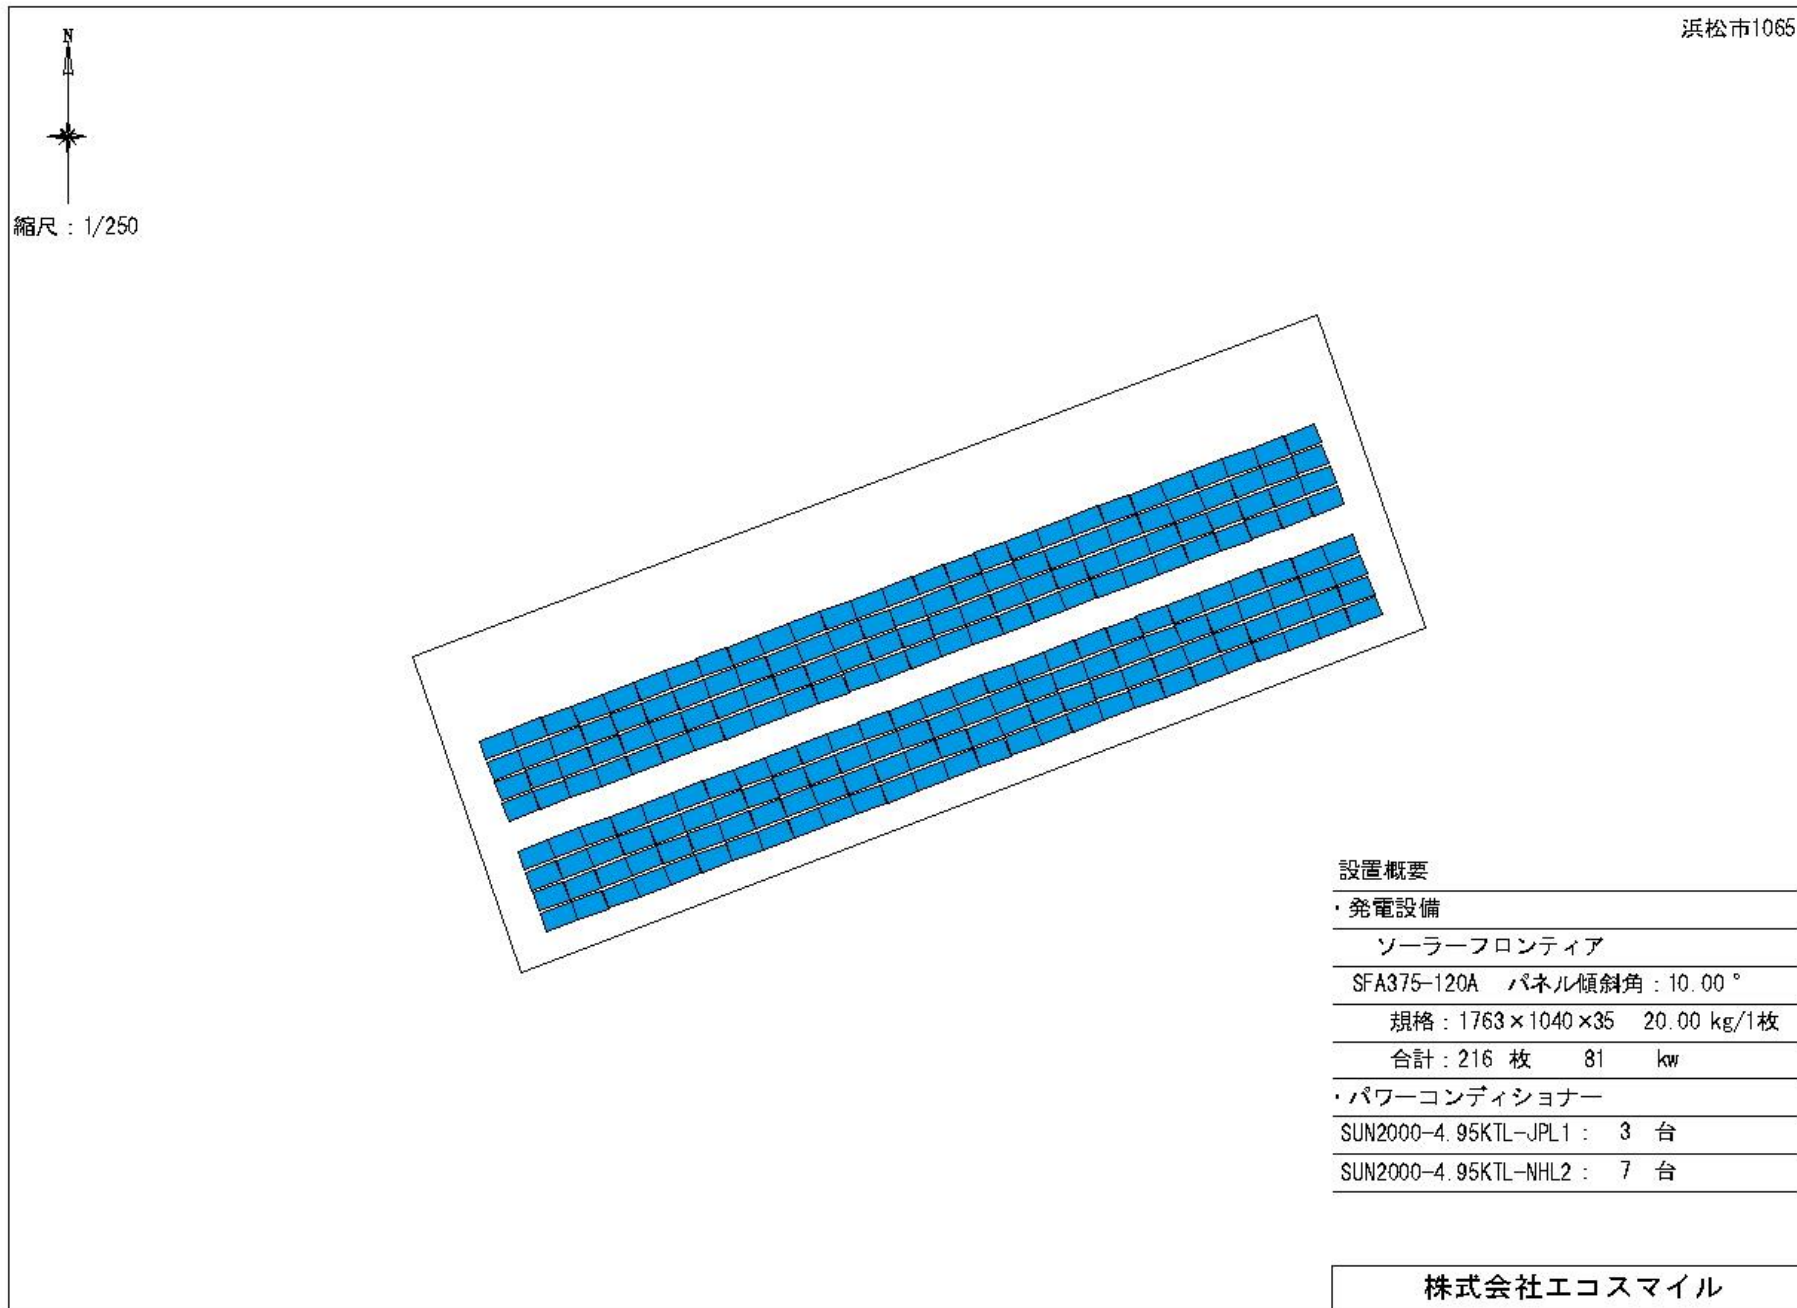 浜松市1065
N
縮尺：1/250
設置概要
・発電設備
ソーラーフロンティア
SFA375-120A パネル傾斜角：10.00°
規格：1763×1040×35 20.00 kg/1枚
合計：216 枚 81 kw
・パワーコンディショナー
SUN2000-4.95KTL-JPL1： 3 台
SUN2000-4.95KTL-NHL2： 7 台
株式会社エコスマイル